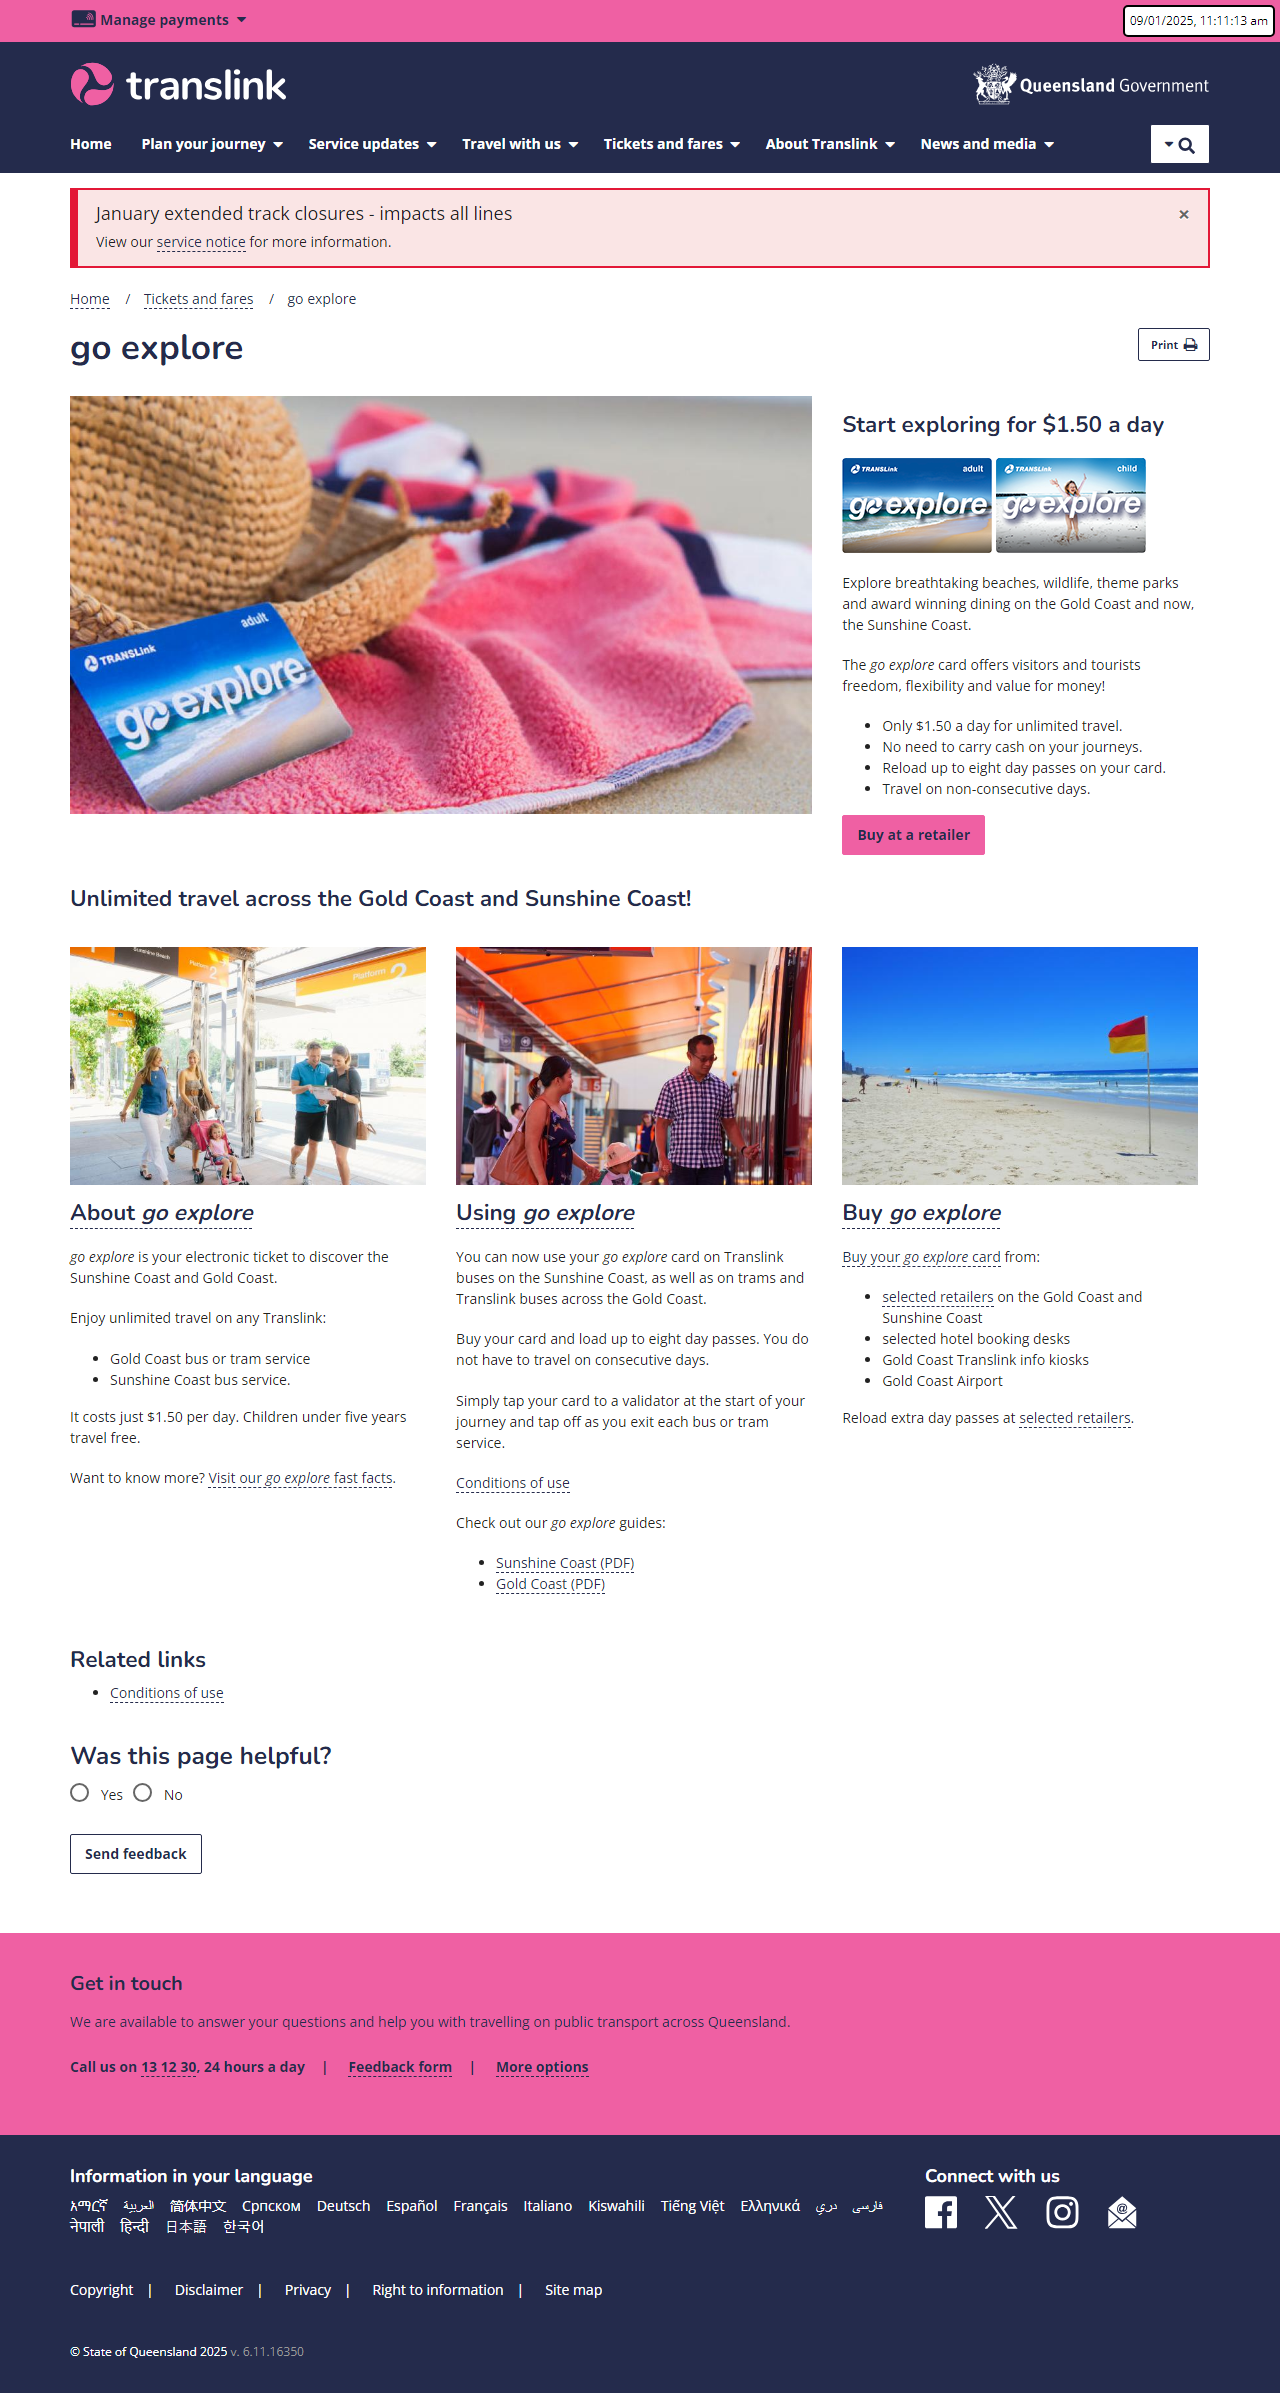 Manage payments
09/01/2025, 11:11:13 am
translink
Queensland Government
Home Plan your journey Service updates Travel with us Tickets and fares About Translink News and media
January extended track closures - impacts all lines
×
View our service notice for more information.
Home / Tickets and fares / go explore
go explore
Print
adult
TRANSLink
go explore
Start exploring for $1.50 a day
TRANSLink adult
go explore
TRANSLink child
go explore
Explore breathtaking beaches, wildlife, theme parks
and award winning dining on the Gold Coast and now,
the Sunshine Coast.
The go explore card offers visitors and tourists
freedom, flexibility and value for money!
• Only $1.50 a day for unlimited travel.
• No need to carry cash on your journeys.
• Reload up to eight day passes on your card.
• Travel on non-consecutive days.
Buy at a retailer
Unlimited travel across the Gold Coast and Sunshine Coast!
Sunshine Beach
Platform
2
Platform
2
About go explore
go explore is your electronic ticket to discover the
Sunshine Coast and Gold Coast.
Enjoy unlimited travel on any Translink:
• Gold Coast bus or tram service
• Sunshine Coast bus service.
It costs just $1.50 per day. Children under five years
travel free.
Want to know more? Visit our go explore fast facts.
Using go explore
You can now use your go explore card on Translink
buses on the Sunshine Coast, as well as on trams and
Translink buses across the Gold Coast.
Buy your card and load up to eight day passes. You do
not have to travel on consecutive days.
Simply tap your card to a validator at the start of your
journey and tap off as you exit each bus or tram
service.
Conditions of use
Check out our go explore guides:
• Sunshine Coast (PDF)
• Gold Coast (PDF)
Buy go explore
Buy your go explore card from:
• selected retailers on the Gold Coast and
Sunshine Coast
• selected hotel booking desks
• Gold Coast Translink info kiosks
• Gold Coast Airport
Reload extra day passes at selected retailers.
Related links
• Conditions of use
Was this page helpful?
Yes No
Send feedback
Get in touch
We are available to answer your questions and help you with travelling on public transport across Queensland.
Call us on 13 12 30, 24 hours a day | Feedback form | More options
Information in your language
አማርኛ العربية 简体中文 Српском Deutsch Español Français Italiano Kiswahili Tiếng Việt Ελληνικά دري فارسی
नेपाली हिन्दी 日本語 한국어
Connect with us
Copyright | Disclaimer | Privacy | Right to information | Site map
© State of Queensland 2025 v. 6.11.16350